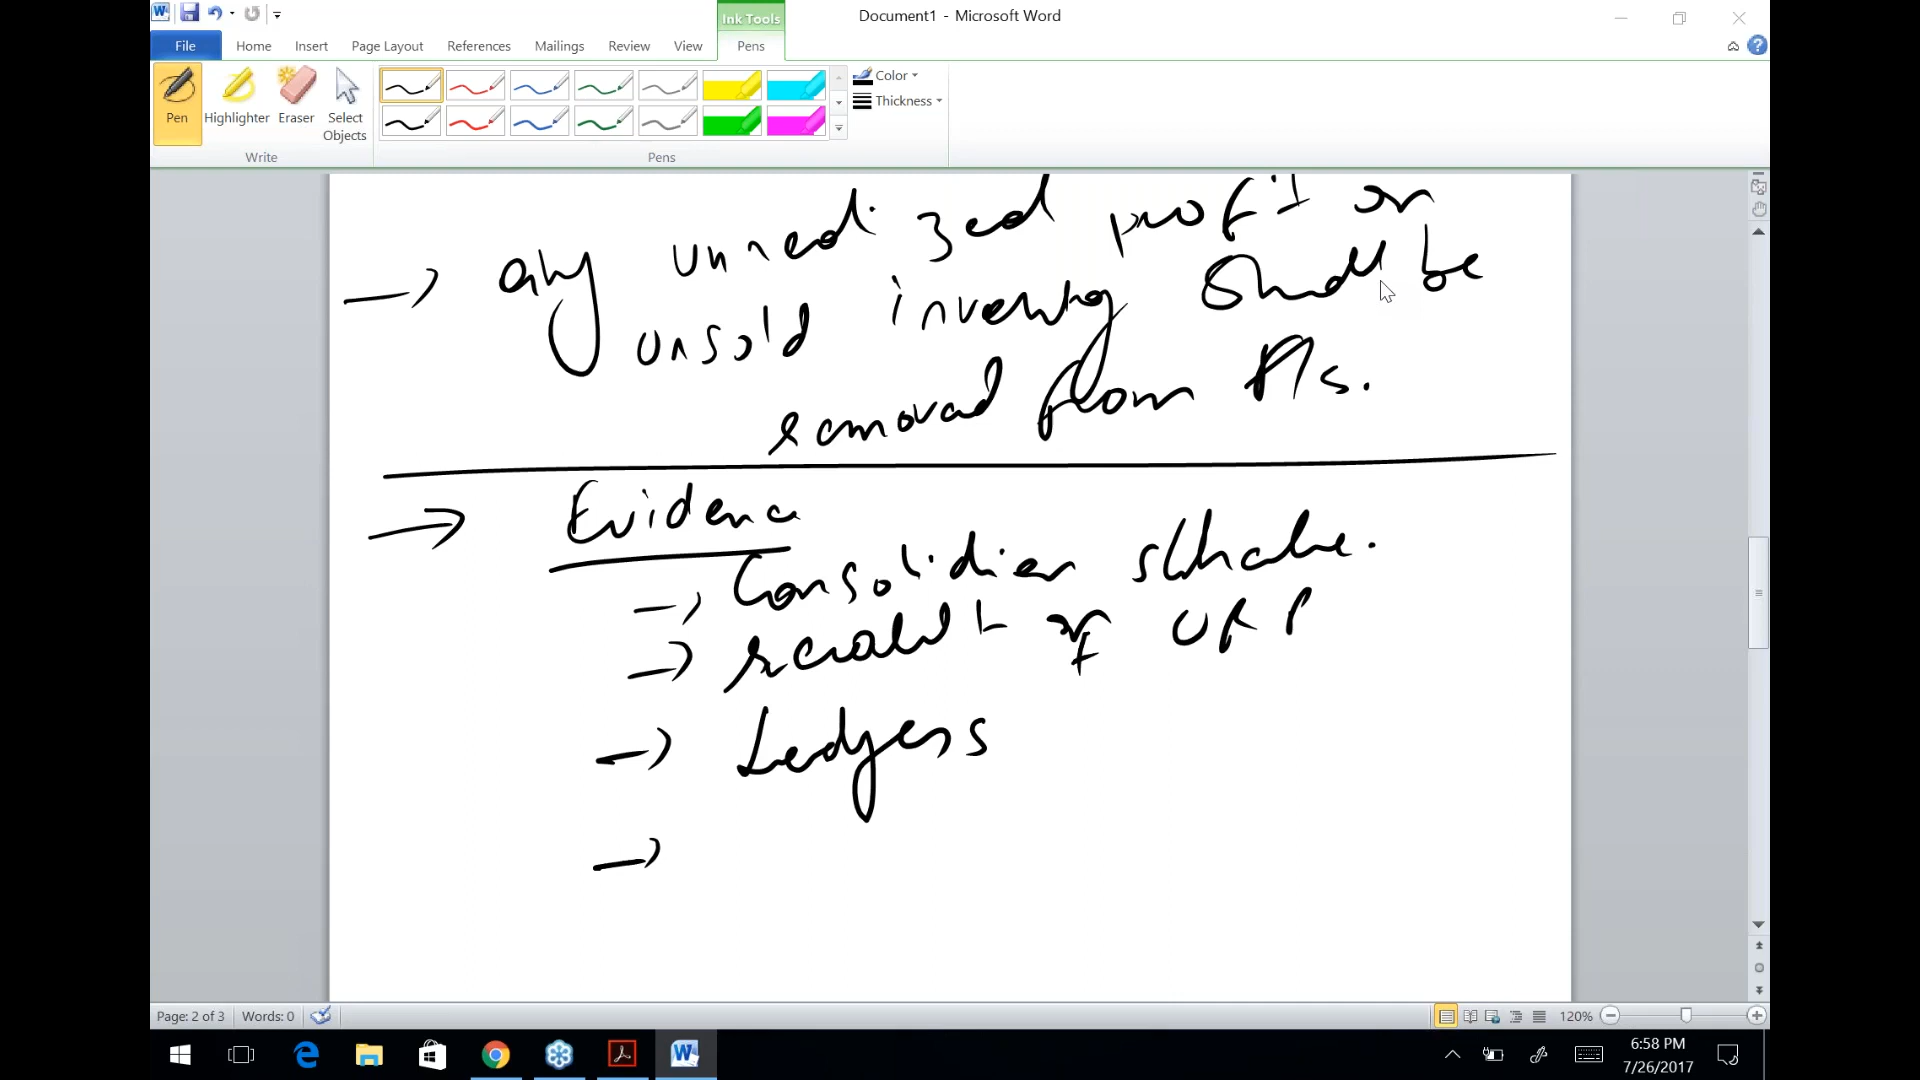 Document1 - Microsoft Word
Ink Tools
File Home Insert Page Layout References Mailings Review View Pens
Pen Highlighter Eraser Select Objects
Color
Thickness
Write Pens
any unrealized profit on
unsold inventory should be
removed from F/s.
Evidence
Consolidation schedule.
of URP
Ledgers
Page: 2 of 3 Words: 0 120%
6:58 PM
7/26/2017